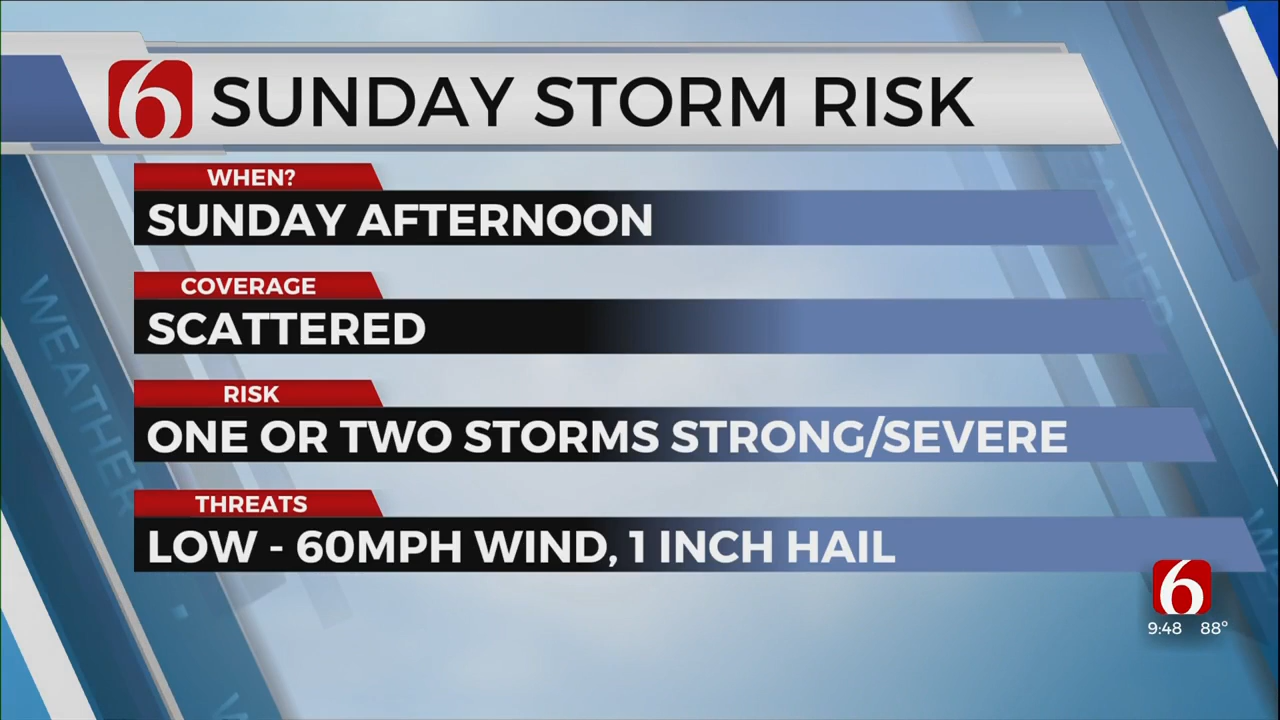 6 SUNDAY STORM RISK
WHEN?
SUNDAY AFTERNOON
COVERAGE
SCATTERED
RISK
ONE OR TWO STORMS STRONG/SEVERE
THREATS
LOW - 60MPH WIND, 1 INCH HAIL
6
9:48 88°
WEATHER